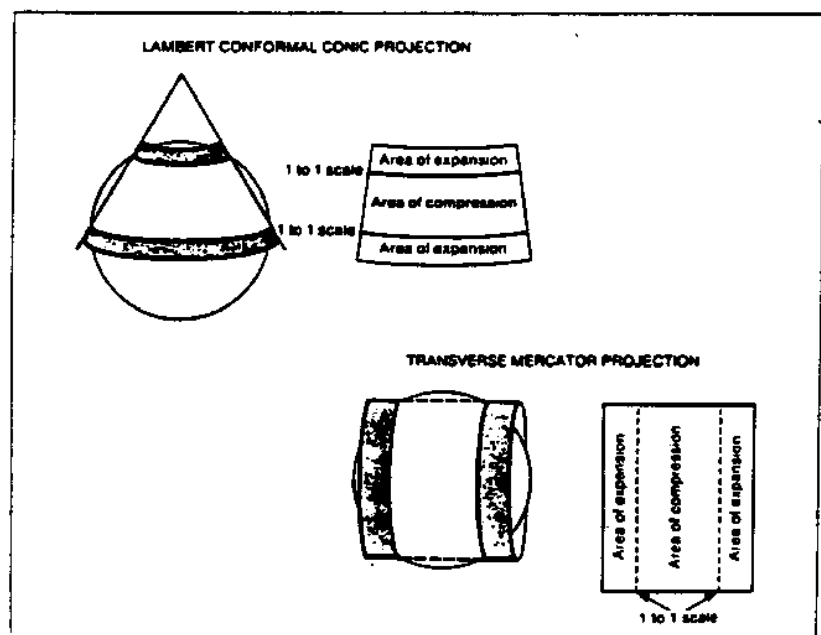 LAMBERT CONFORMAL CONIC PROJECTION
Area of expansion
1 to 1 scale
Area of compression
1 to 1 scale
Area of expansion
TRANSVERSE MERCATOR PROJECTION
Area of expansion
Area of compression
Area of expansion
1 to 1 scale